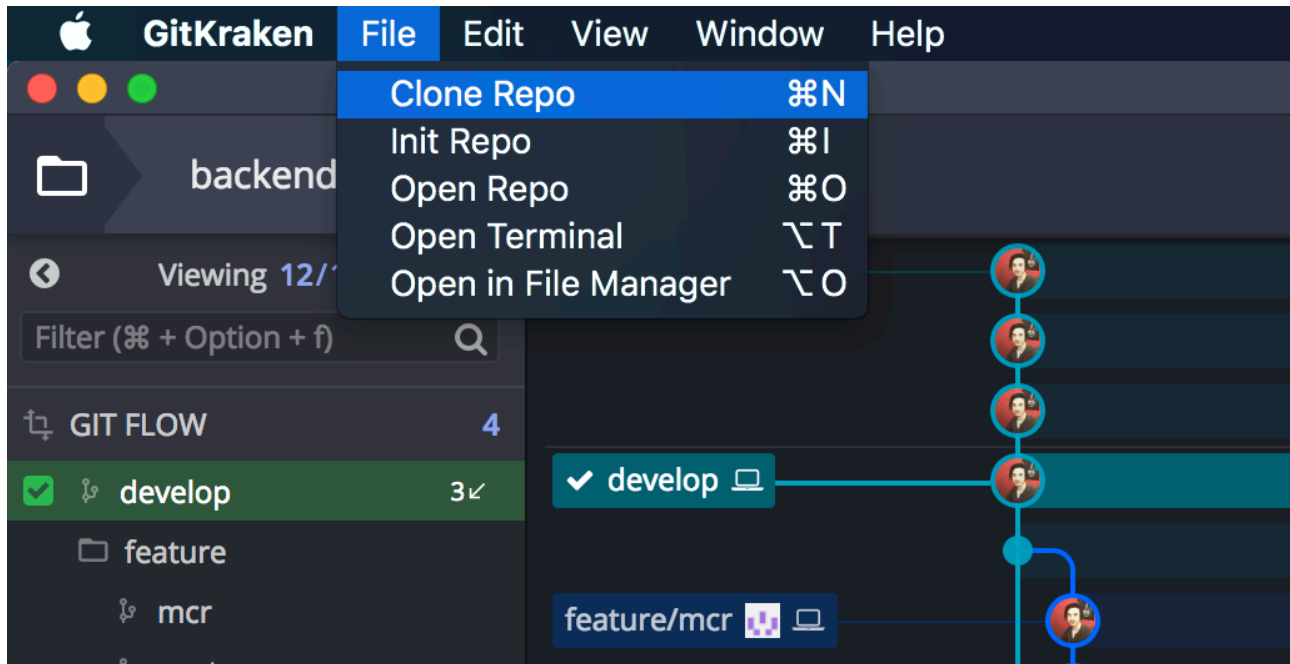 GitKraken File Edit View Window Help
Clone Repo ⌘N
Init Repo ⌘I
Open Repo ⌘O
Open Terminal ⌥T
Open in File Manager ⌥O
backend
Viewing 12/
Filter (⌘ + Option + f)
GIT FLOW 4
develop 3↙
✓ develop
feature
mcr
feature/mcr